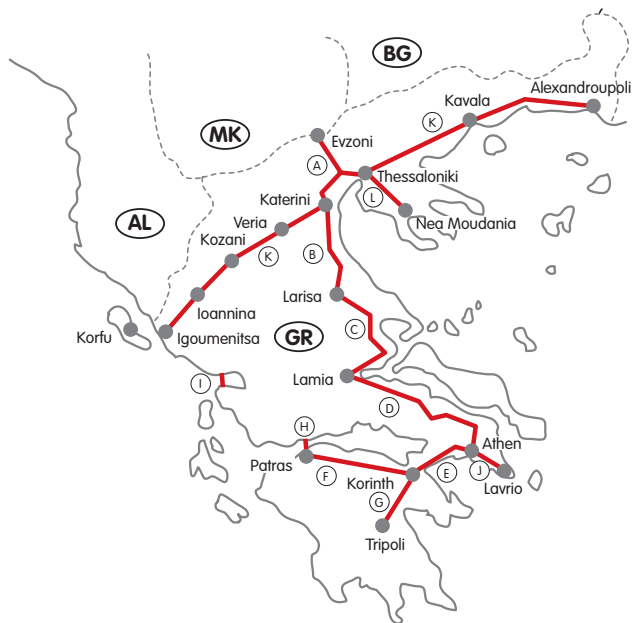 BG
Alexandroupoli
Kavala
K
MK
Evzoni
A
Thessaloniki
L
Katerini
Nea Moudania
AL
Veria
Kozani
K
B
Ioannina
Larisa
Korfu
Igoumenitsa
GR
C
I
Lamia
D
H
Athen
Patras
F
Korinth
E
J
Lavrio
G
Tripoli